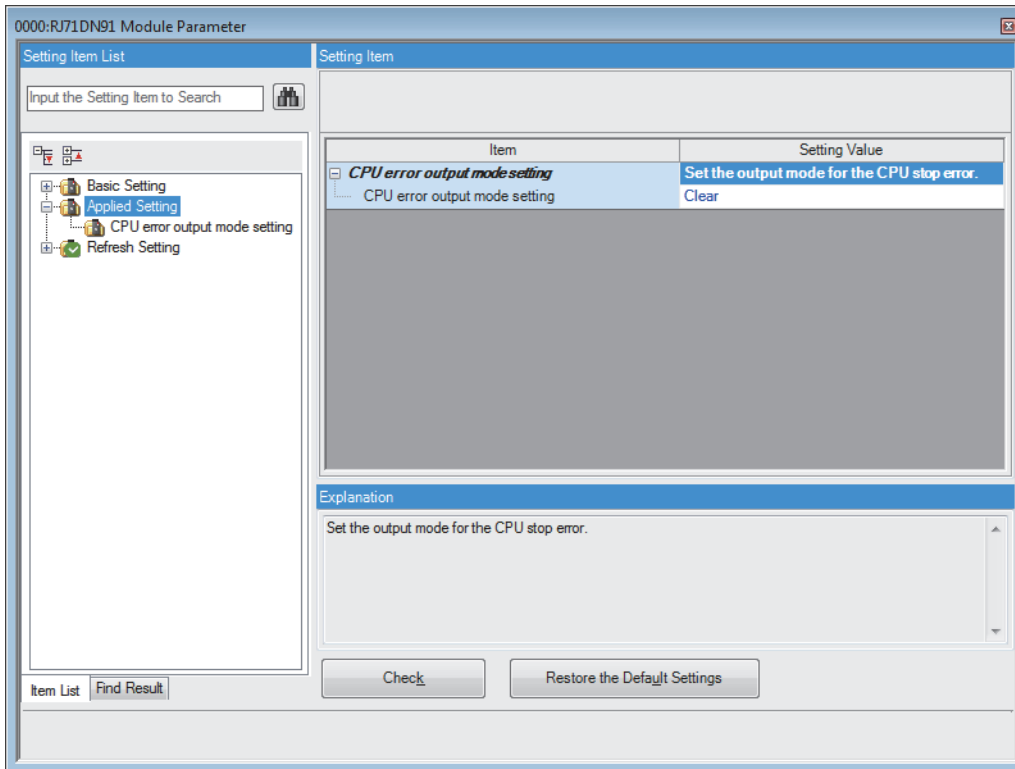 0000:RJ71DN91 Module Parameter
Setting Item List
Input the Setting Item to Search
Basic Setting
Applied Setting
CPU error output mode setting
Refresh Setting
Item List
Find Result
Setting Item
Item Setting Value
CPU error output mode setting Set the output mode for the CPU stop error.
CPU error output mode setting Clear
Explanation
Set the output mode for the CPU stop error.
Check Restore the Default Settings